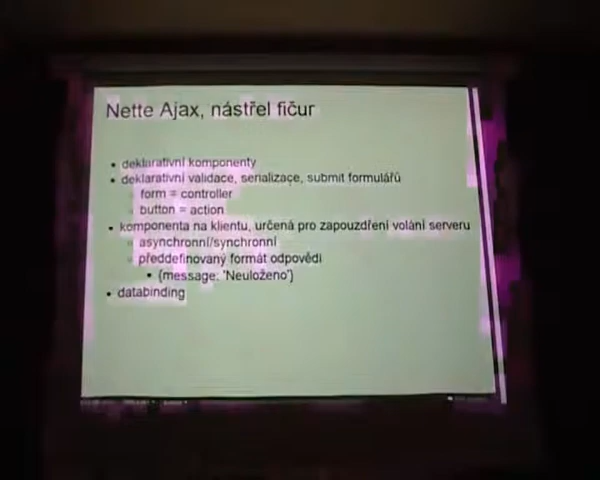 Nette Ajax, nástřel fičur
• deklarativní komponenty
• deklarativní validace, serializace, submit formulářů
form = controller
button = action
• komponenta na klientu, určená pro zapouzdření volání serveru
asynchronní/synchronní
předdefinovaný formát odpovědi
• (message: 'Neuloženo')
• databinding